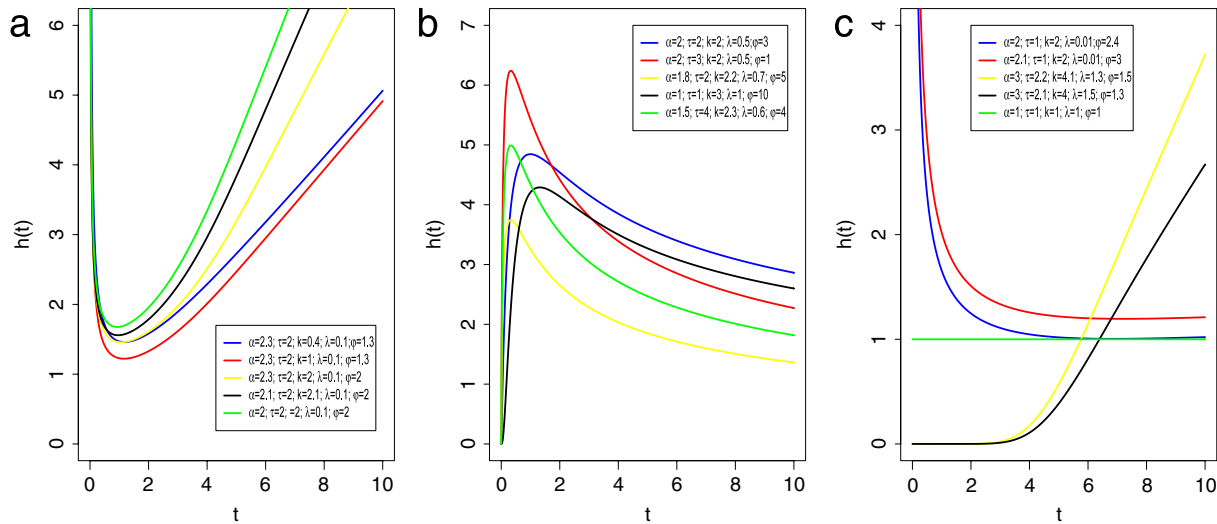 a
h(t)
0 1 2 3 4 5 6
0 2 4 6 8 10
t
α=2.3; τ=2; k=0.4; λ=0.1;φ=1.3
α=2.3; τ=2; k=1; λ=0.1; φ=1.3
α=2.3; τ=2; k=2; λ=0.1; φ=2
α=2.1; τ=2; k=2.1; λ=0.1; φ=2
α=2; τ=2; =2; λ=0.1; φ=2
b
h(t)
0 1 2 3 4 5 6 7
0 2 4 6 8 10
t
α=2; τ=2; k=2; λ=0.5;φ=3
α=2; τ=3; k=2; λ=0.5; φ=1
α=1.8; τ=2; k=2.2; λ=0.7; φ=5
α=1; τ=1; k=3; λ=1; φ=10
α=1.5; τ=4; k=2.3; λ=0.6; φ=4
c
h(t)
0 1 2 3 4
0 2 4 6 8 10
t
α=2; τ=1; k=2; λ=0.01;φ=2.4
α=2.1; τ=1; k=2; λ=0.01; φ=3
α=3; τ=2.2; k=4.1; λ=1.3; φ=1.5
α=3; τ=2.1; k=4; λ=1.5; φ=1.3
α=1; τ=1; k=1; λ=1; φ=1